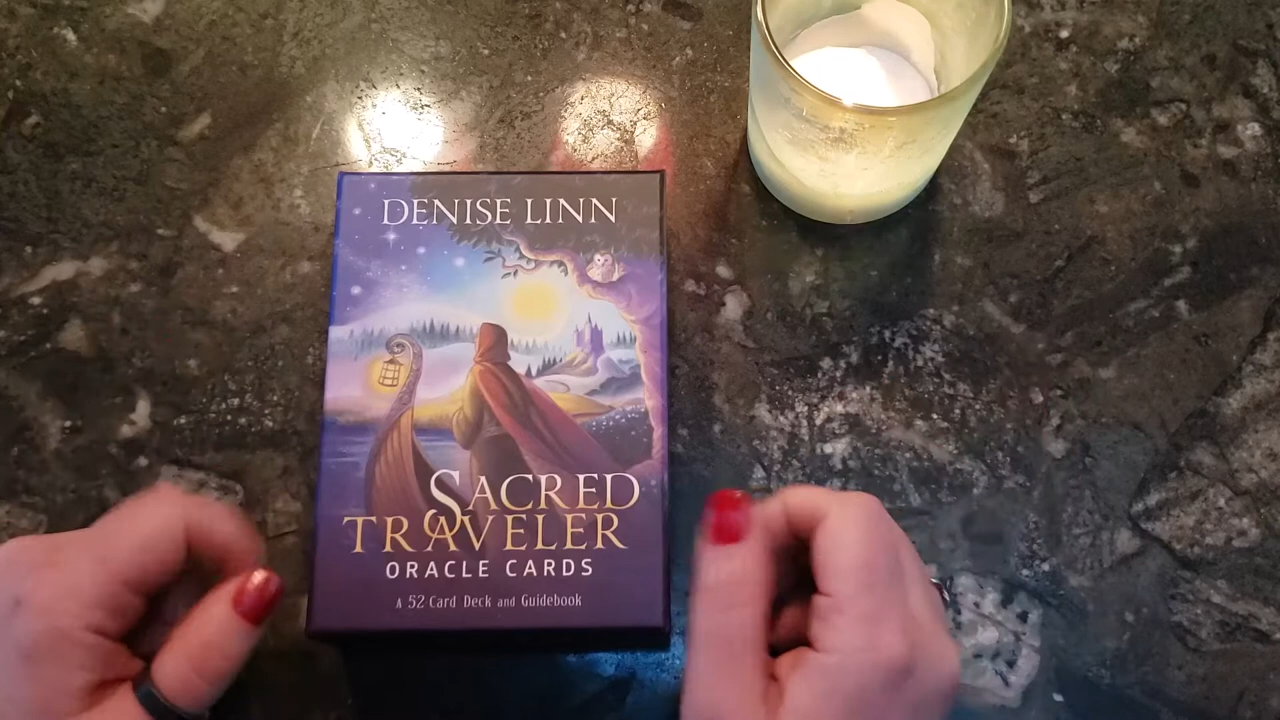 DENISE LINN
SACRED
TRAVELER
ORACLE CARDS
A 52 Card Deck and Guidebook